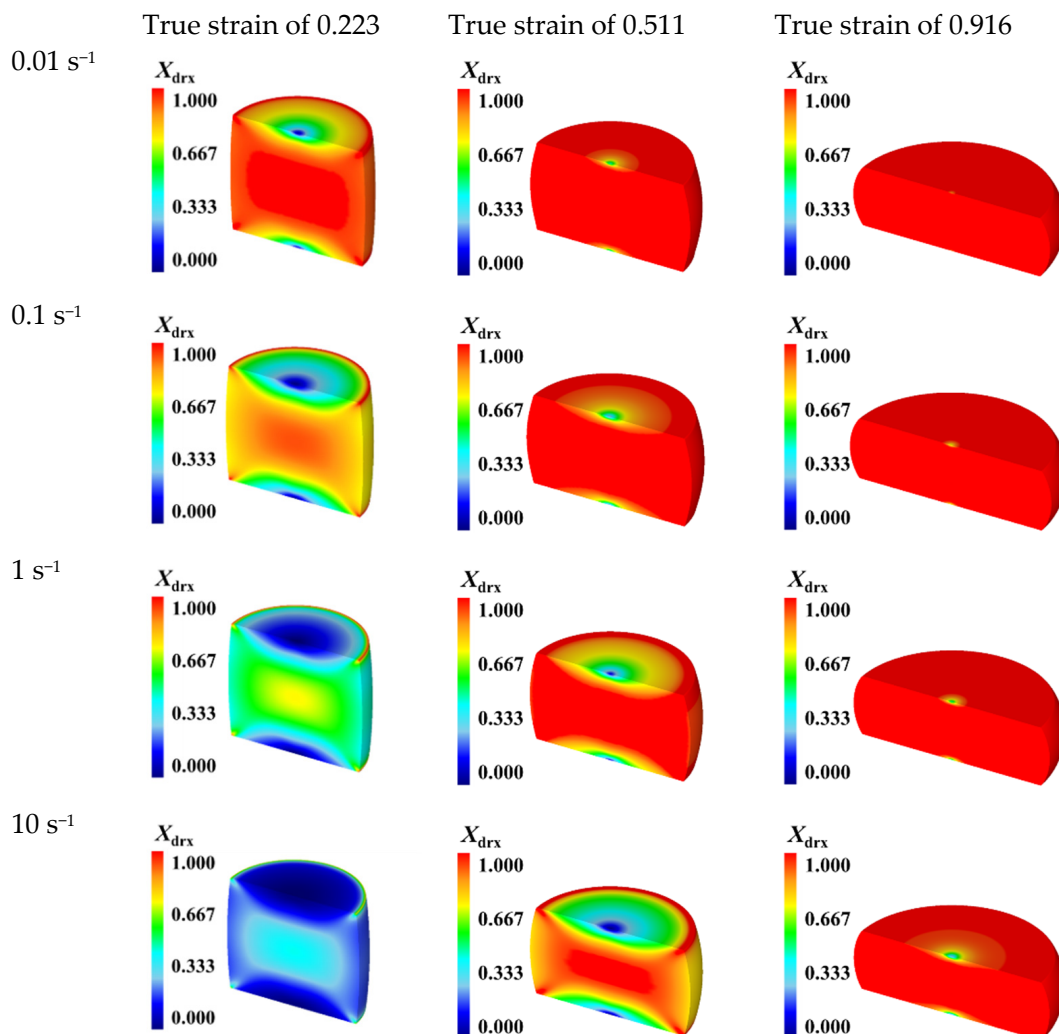 True strain of 0.223 True strain of 0.511 True strain of 0.916
0.01 s⁻¹
Xdrx Xdrx Xdrx
1.000 1.000 1.000
0.667 0.667 0.667
0.333 0.333 0.333
0.000 0.000 0.000
0.1 s⁻¹
Xdrx Xdrx Xdrx
1.000 1.000 1.000
0.667 0.667 0.667
0.333 0.333 0.333
0.000 0.000 0.000
1 s⁻¹
Xdrx Xdrx Xdrx
1.000 1.000 1.000
0.667 0.667 0.667
0.333 0.333 0.333
0.000 0.000 0.000
10 s⁻¹
Xdrx Xdrx Xdrx
1.000 1.000 1.000
0.667 0.667 0.667
0.333 0.333 0.333
0.000 0.000 0.000